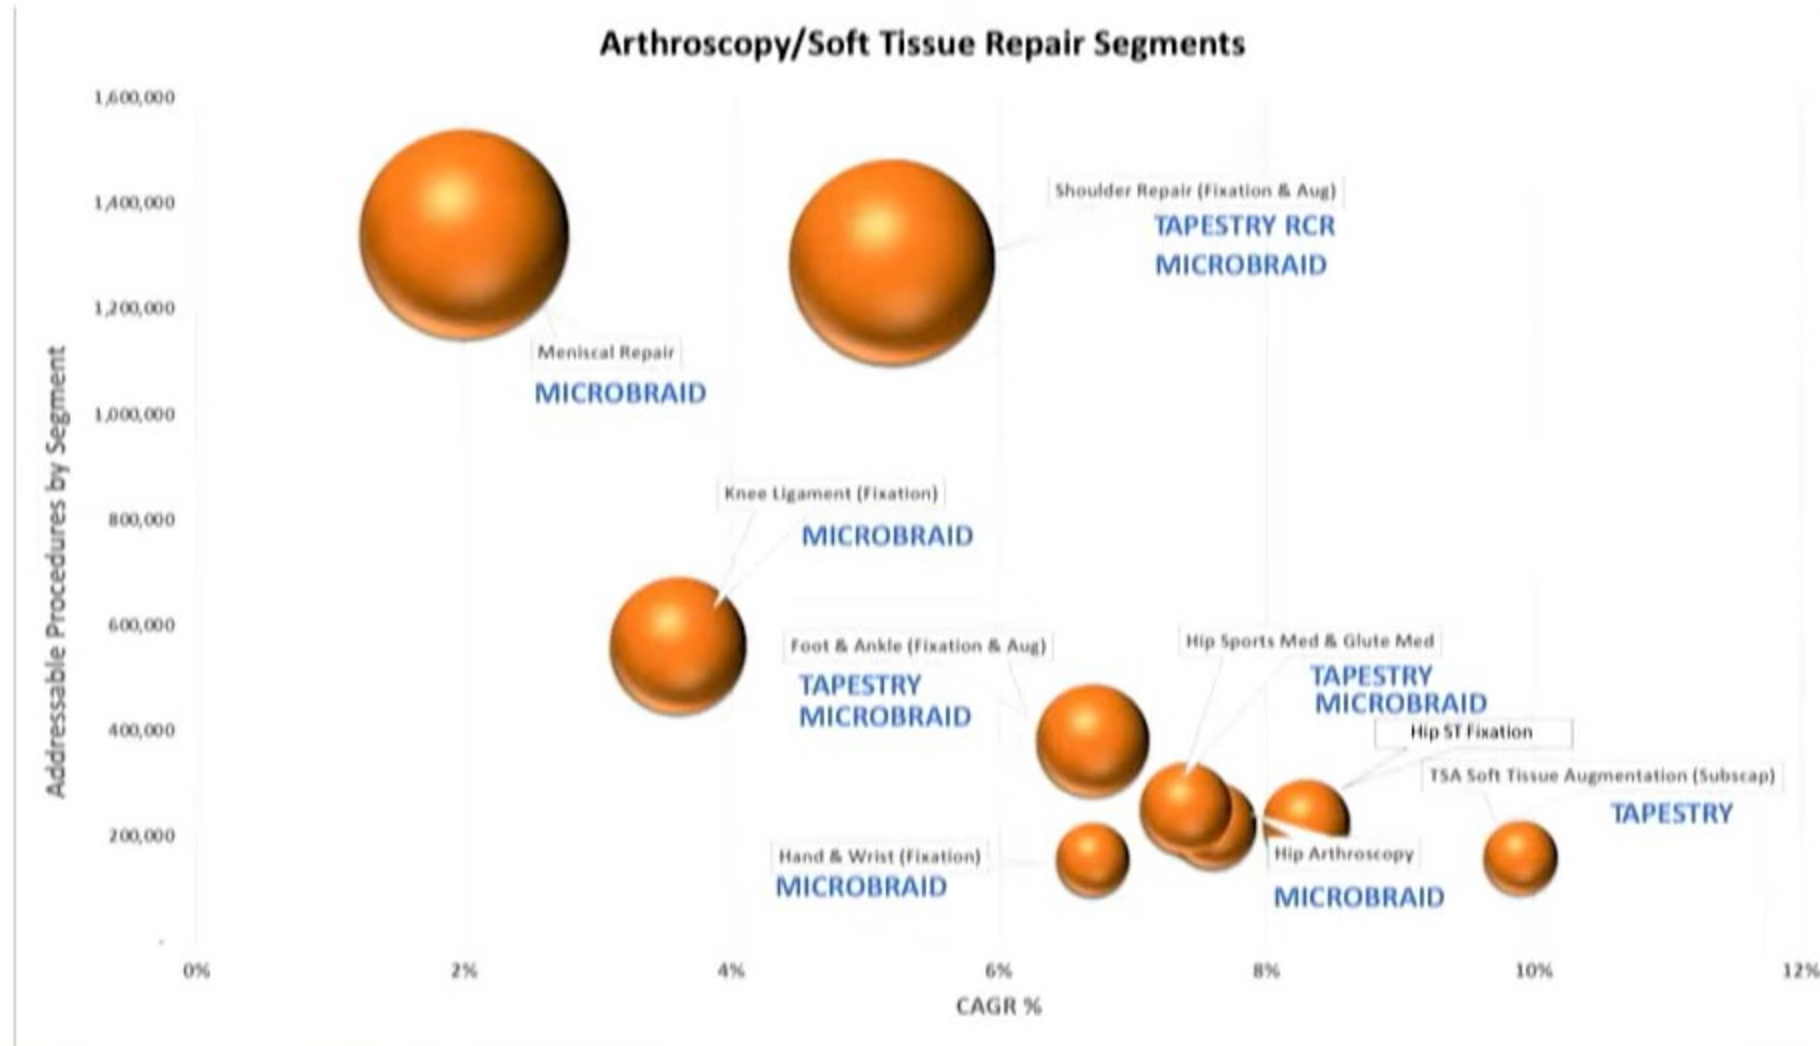 Arthroscopy/Soft Tissue Repair Segments
1,600,000
1,400,000
1,200,000
1,000,000
800,000
600,000
400,000
200,000
-
Addressable Procedures by Segment
Shoulder Repair (Fixation & Aug)
TAPESTRY RCR
MICROBRAID
Meniscal Repair
MICROBRAID
Knee Ligament (Fixation)
MICROBRAID
Foot & Ankle (Fixation & Aug)
TAPESTRY
MICROBRAID
Hip Sports Med & Glute Med
TAPESTRY
MICROBRAID
Hip ST Fixation
TSA Soft Tissue Augmentation (Subscap)
TAPESTRY
Hand & Wrist (Fixation)
MICROBRAID
Hip Arthroscopy
MICROBRAID
0%
2%
4%
6%
8%
10%
12%
CAGR %